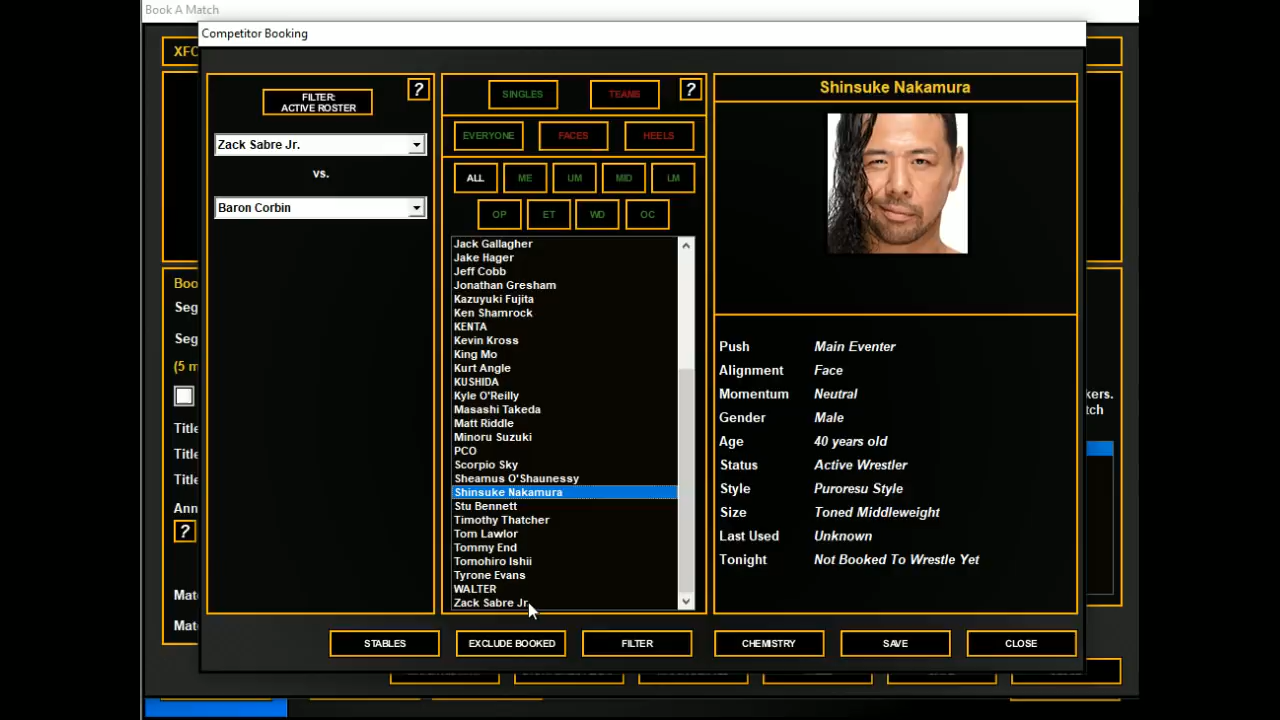 Book A Match
Competitor Booking
XFC
FILTER:
ACTIVE ROSTER
?
Zack Sabre Jr.
vs.
Baron Corbin
SINGLES
TEAMS
?
EVERYONE
FACES
HEELS
ALL
ME
UM
MID
LM
OP
ET
WD
OC
Jack Gallagher
Jake Hager
Jeff Cobb
Jonathan Gresham
Kazuyuki Fujita
Ken Shamrock
KENTA
Kevin Kross
King Mo
Kurt Angle
KUSHIDA
Kyle O'Reilly
Masashi Takeda
Matt Riddle
Minoru Suzuki
PCO
Scorpio Sky
Sheamus O'Shaunessy
Shinsuke Nakamura
Stu Bennett
Timothy Thatcher
Tom Lawlor
Tommy End
Tomohiro Ishii
Tyrone Evans
WALTER
Zack Sabre Jr.
Shinsuke Nakamura
Push Main Eventer
Alignment Face
Momentum Neutral
Gender Male
Age 40 years old
Status Active Wrestler
Style Puroresu Style
Size Toned Middleweight
Last Used Unknown
Tonight Not Booked To Wrestle Yet
STABLES
EXCLUDE BOOKED
FILTER
CHEMISTRY
SAVE
CLOSE
Boo
Seg
Seg
(5 m
Title
Title
Title
Ann
?
Mat
Mat
kers.
tch